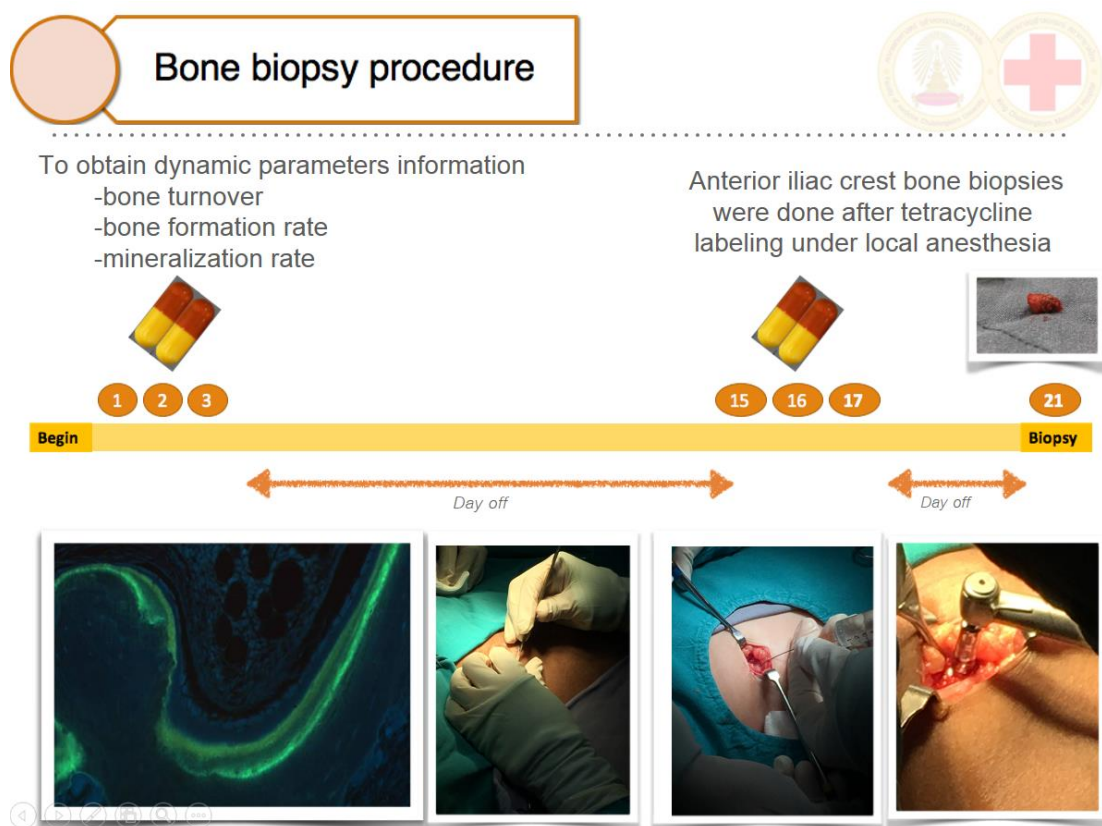 Bone biopsy procedure
To obtain dynamic parameters information
-bone turnover
-bone formation rate
-mineralization rate
Anterior iliac crest bone biopsies
were done after tetracycline
labeling under local anesthesia
1 2 3 15 16 17 21
Begin Biopsy
Day off Day off